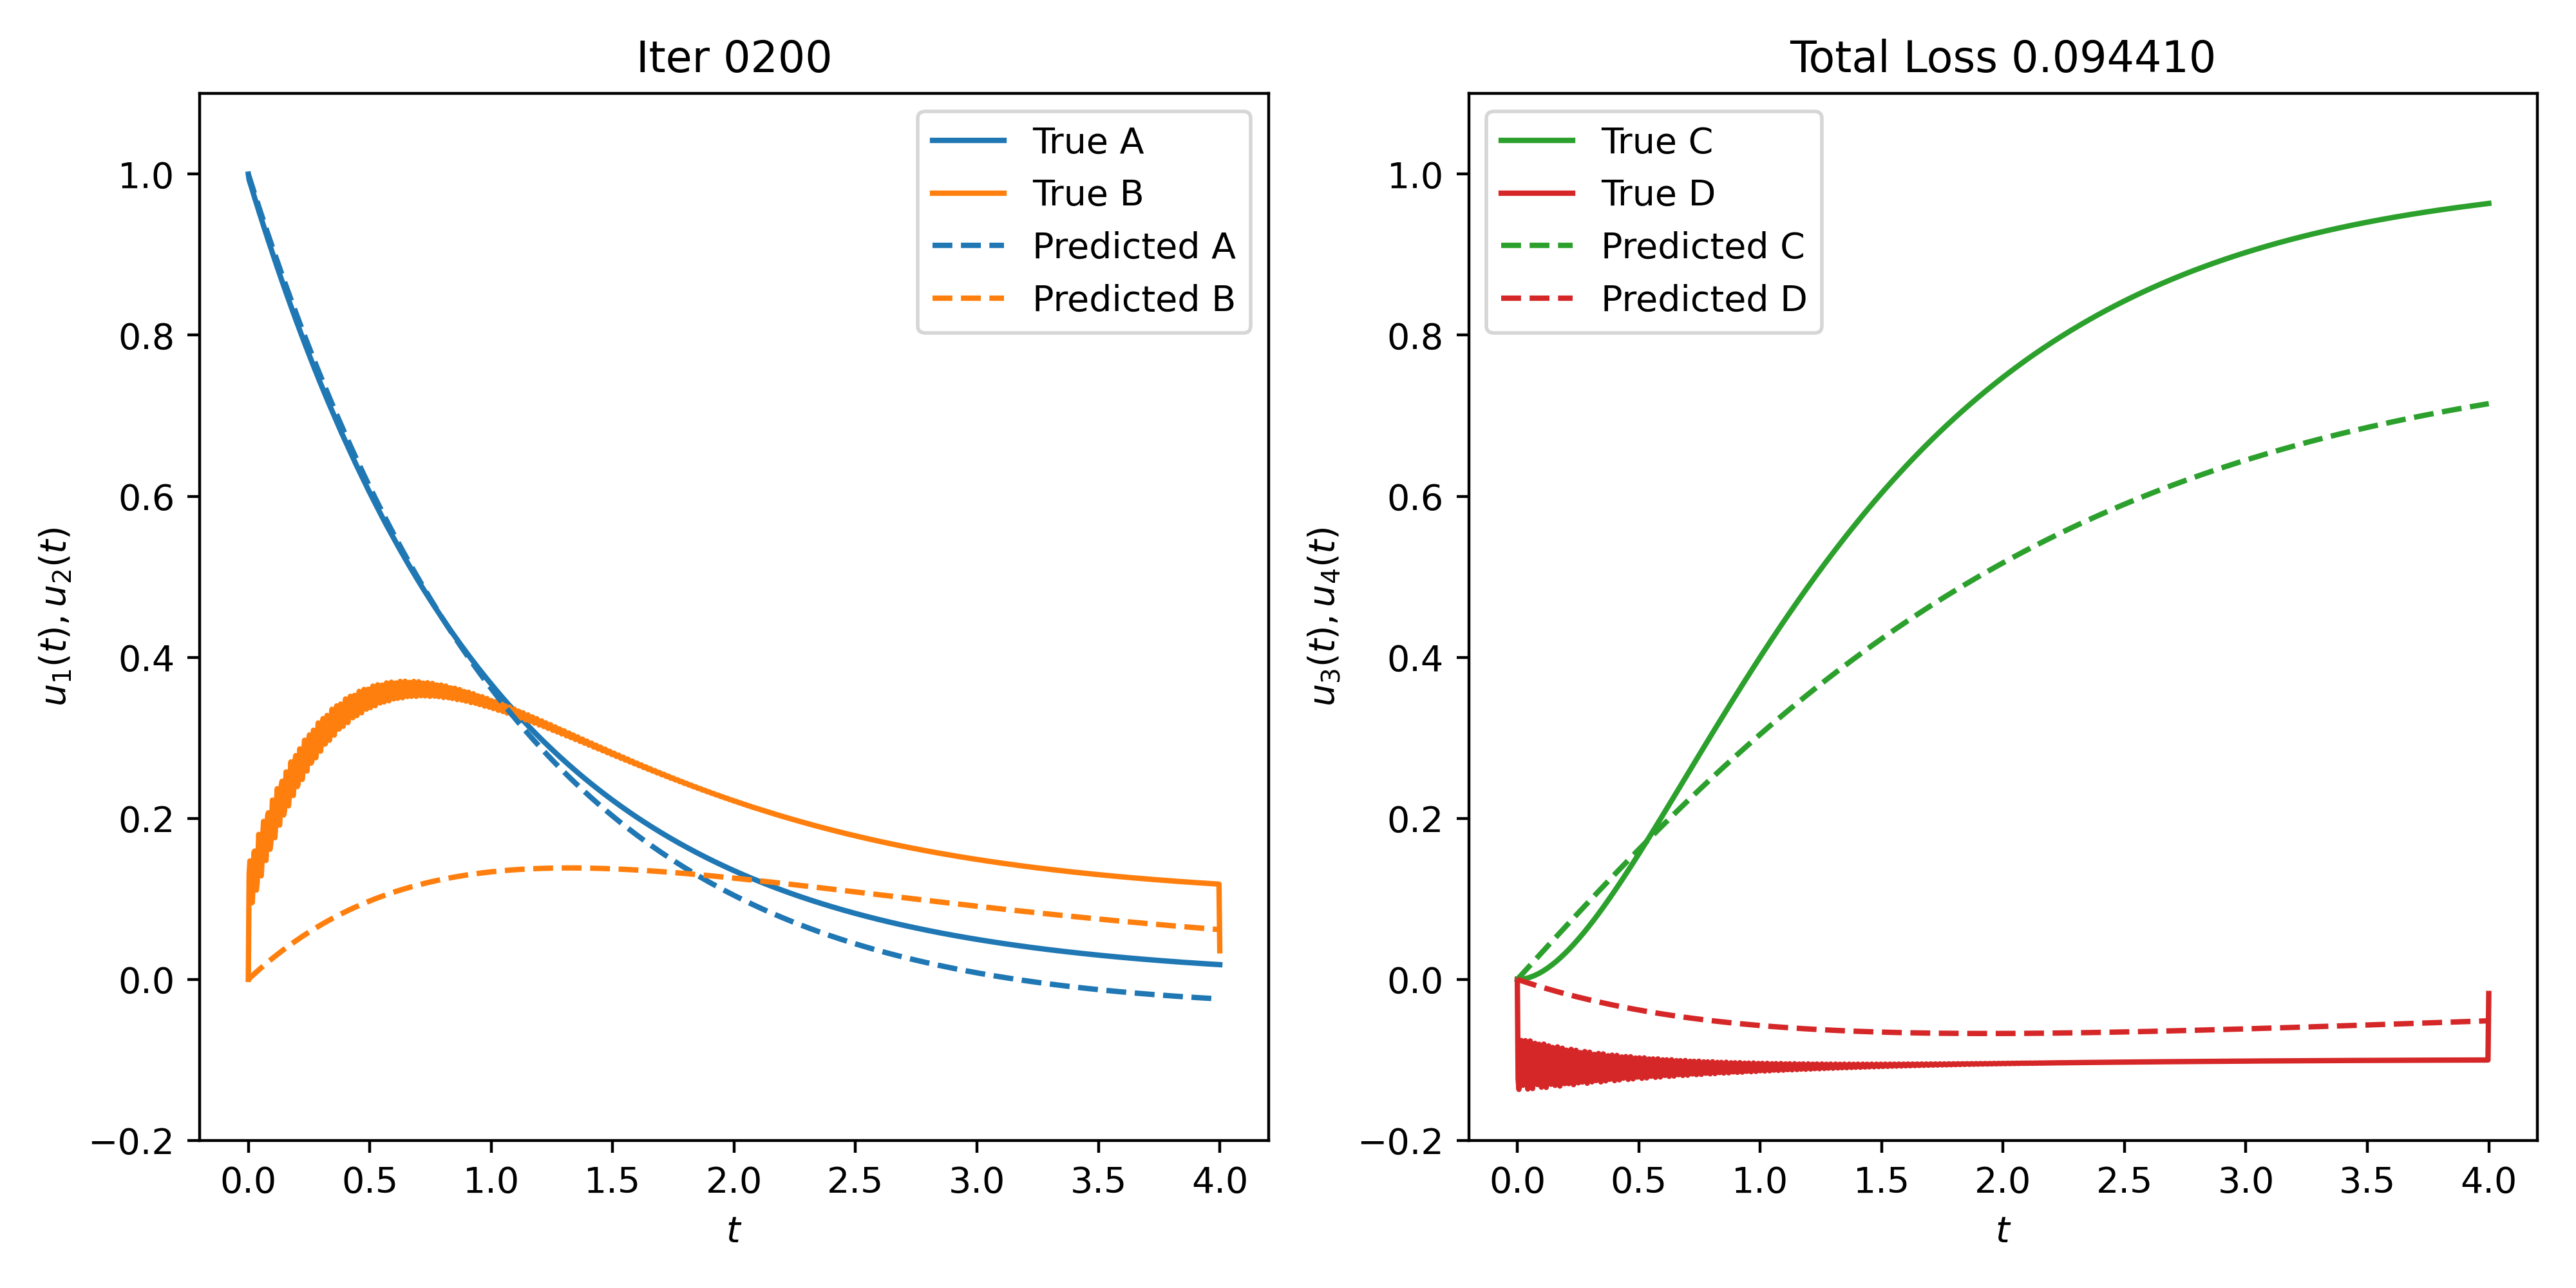 Iter 0200
True A
True B
Predicted A
Predicted B
1.0
0.8
0.6
0.4
0.2
0.0
−0.2
u₁(t), u₂(t)
0.0 0.5 1.0 1.5 2.0 2.5 3.0 3.5 4.0
t
Total Loss 0.094410
True C
True D
Predicted C
Predicted D
1.0
0.8
0.6
0.4
0.2
0.0
−0.2
u₃(t), u₄(t)
0.0 0.5 1.0 1.5 2.0 2.5 3.0 3.5 4.0
t